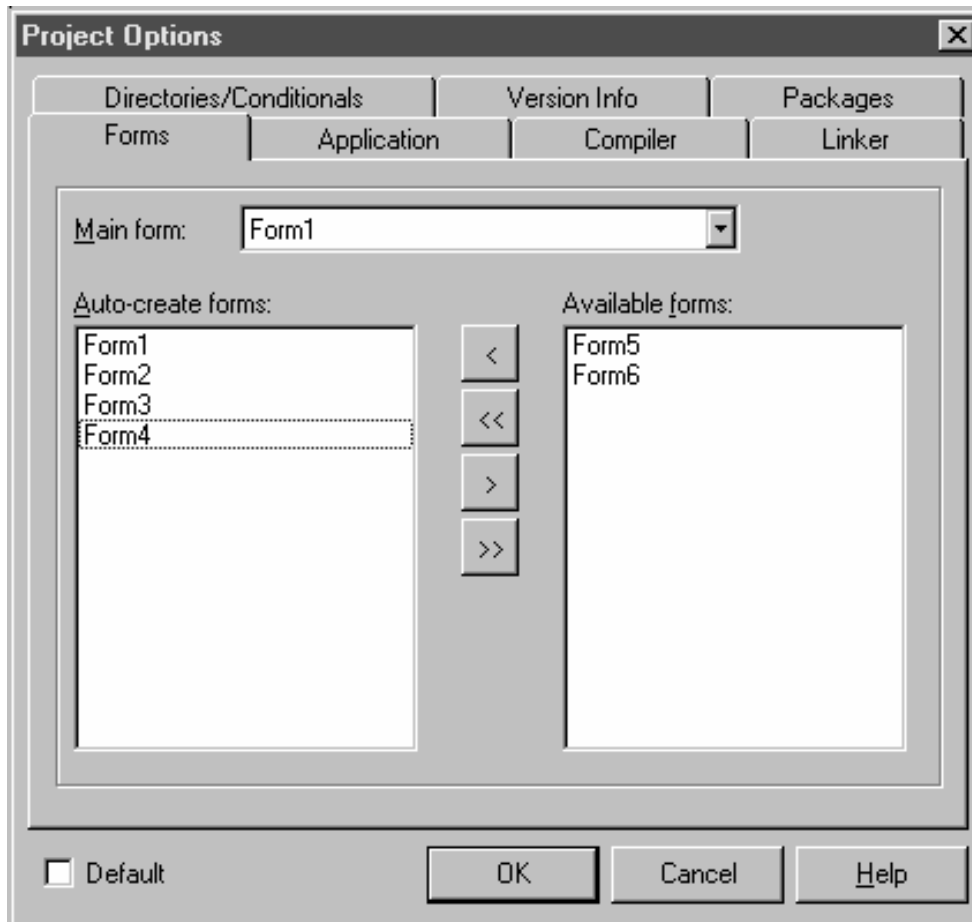 Project Options
Directories/Conditionals Version Info Packages
Forms Application Compiler Linker
Main form: Form1
Auto-create forms: Available forms:
Form1 < Form5
Form2 Form6
Form3
Form4 <<
>
>>
Default OK Cancel Help